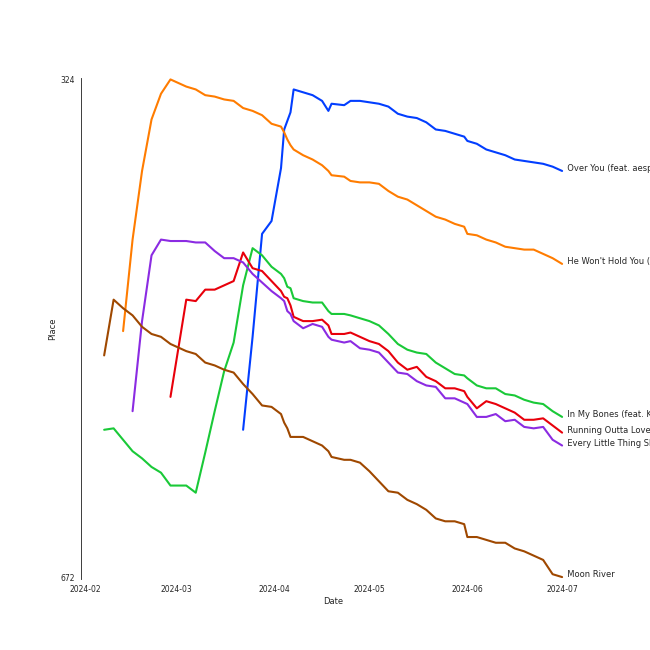 324
Place
672
2024-02
2024-03
2024-04
2024-05
2024-06
2024-07
Date
Over You (feat. aesp
He Won't Hold You (
In My Bones (feat. K
Running Outta Love
Every Little Thing S
Moon River